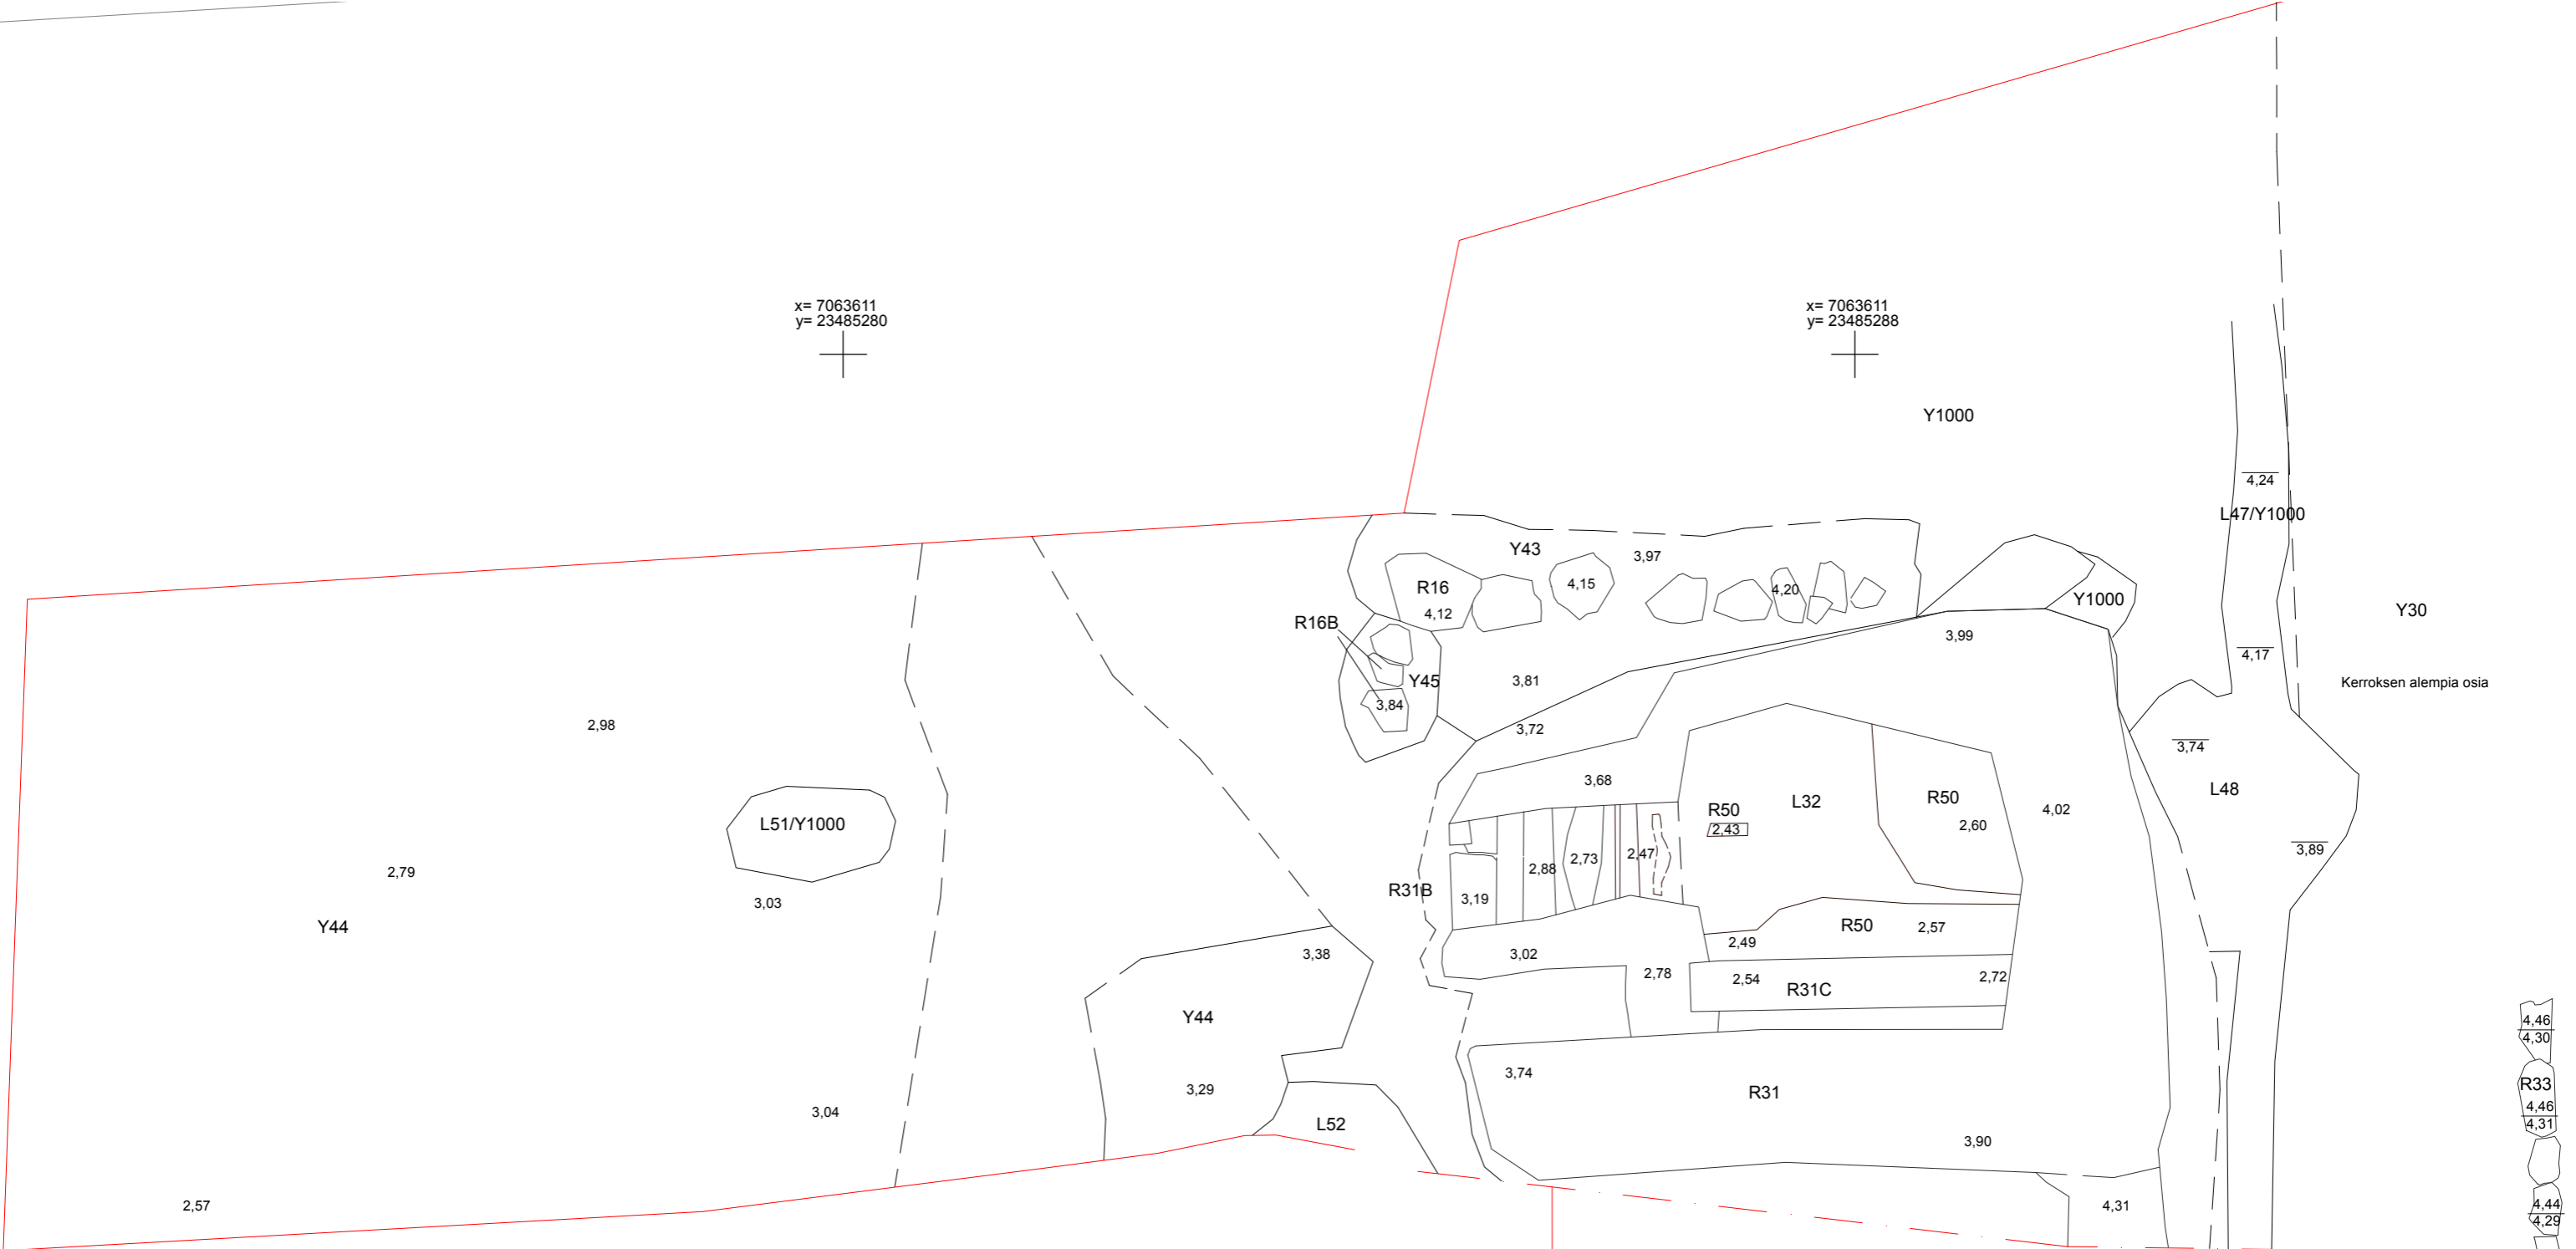 x= 7063611
y= 23485280
x= 7063611
y= 23485288
Y1000
4,24
L47/Y1000
Y43
3,97
R16
4,12
4,15
4,20
Y1000
Y30
R16B
3,99
4,17
Y45
3,81
Kerroksen alempia osia
3,84
2,98
3,72
3,74
3,68
L48
R50
L32
R50
4,02
L51/Y1000
2,43
2,60
3,89
2,47
2,73
2,88
2,79
R31B
3,19
3,03
Y44
R50
2,57
2,49
3,38
3,02
2,78
2,54
2,72
R31C
Y44
4,46
4,30
3,74
R33
3,29
R31
4,46
3,04
L52
4,31
3,90
2,57
4,31
4,44
4,29